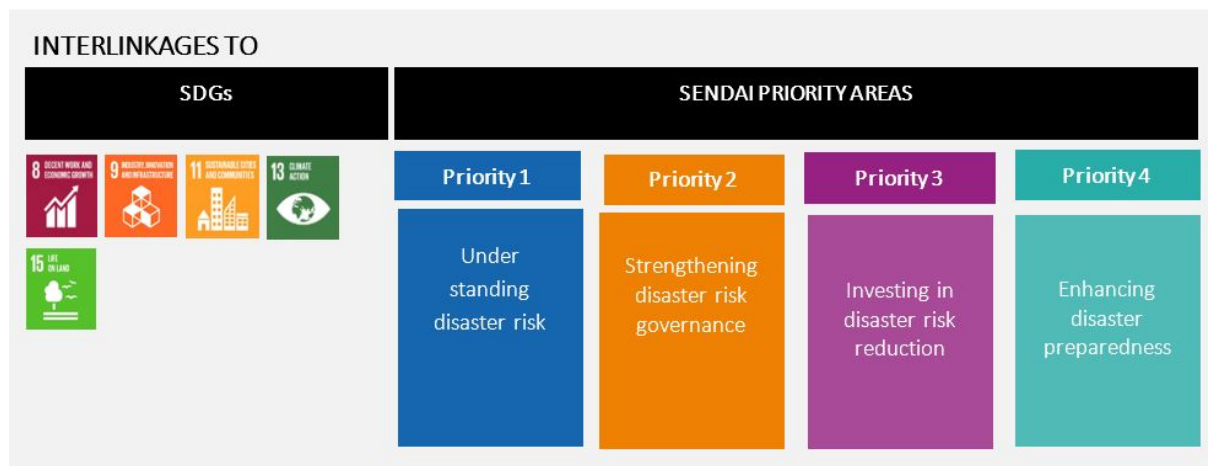 INTERLINKAGES TO
SDGs
SENDAI PRIORITY AREAS
8 DECENT WORK AND
ECONOMIC GROWTH
9 INDUSTRY, INNOVATION
AND INFRASTRUCTURE
11 SUSTAINABLE CITIES
AND COMMUNITIES
13 CLIMATE
ACTION
15 LIFE
ON LAND
Priority 1
Under
standing
disaster risk
Priority 2
Strengthening
disaster risk
governance
Priority 3
Investing in
disaster risk
reduction
Priority 4
Enhancing
disaster
preparedness